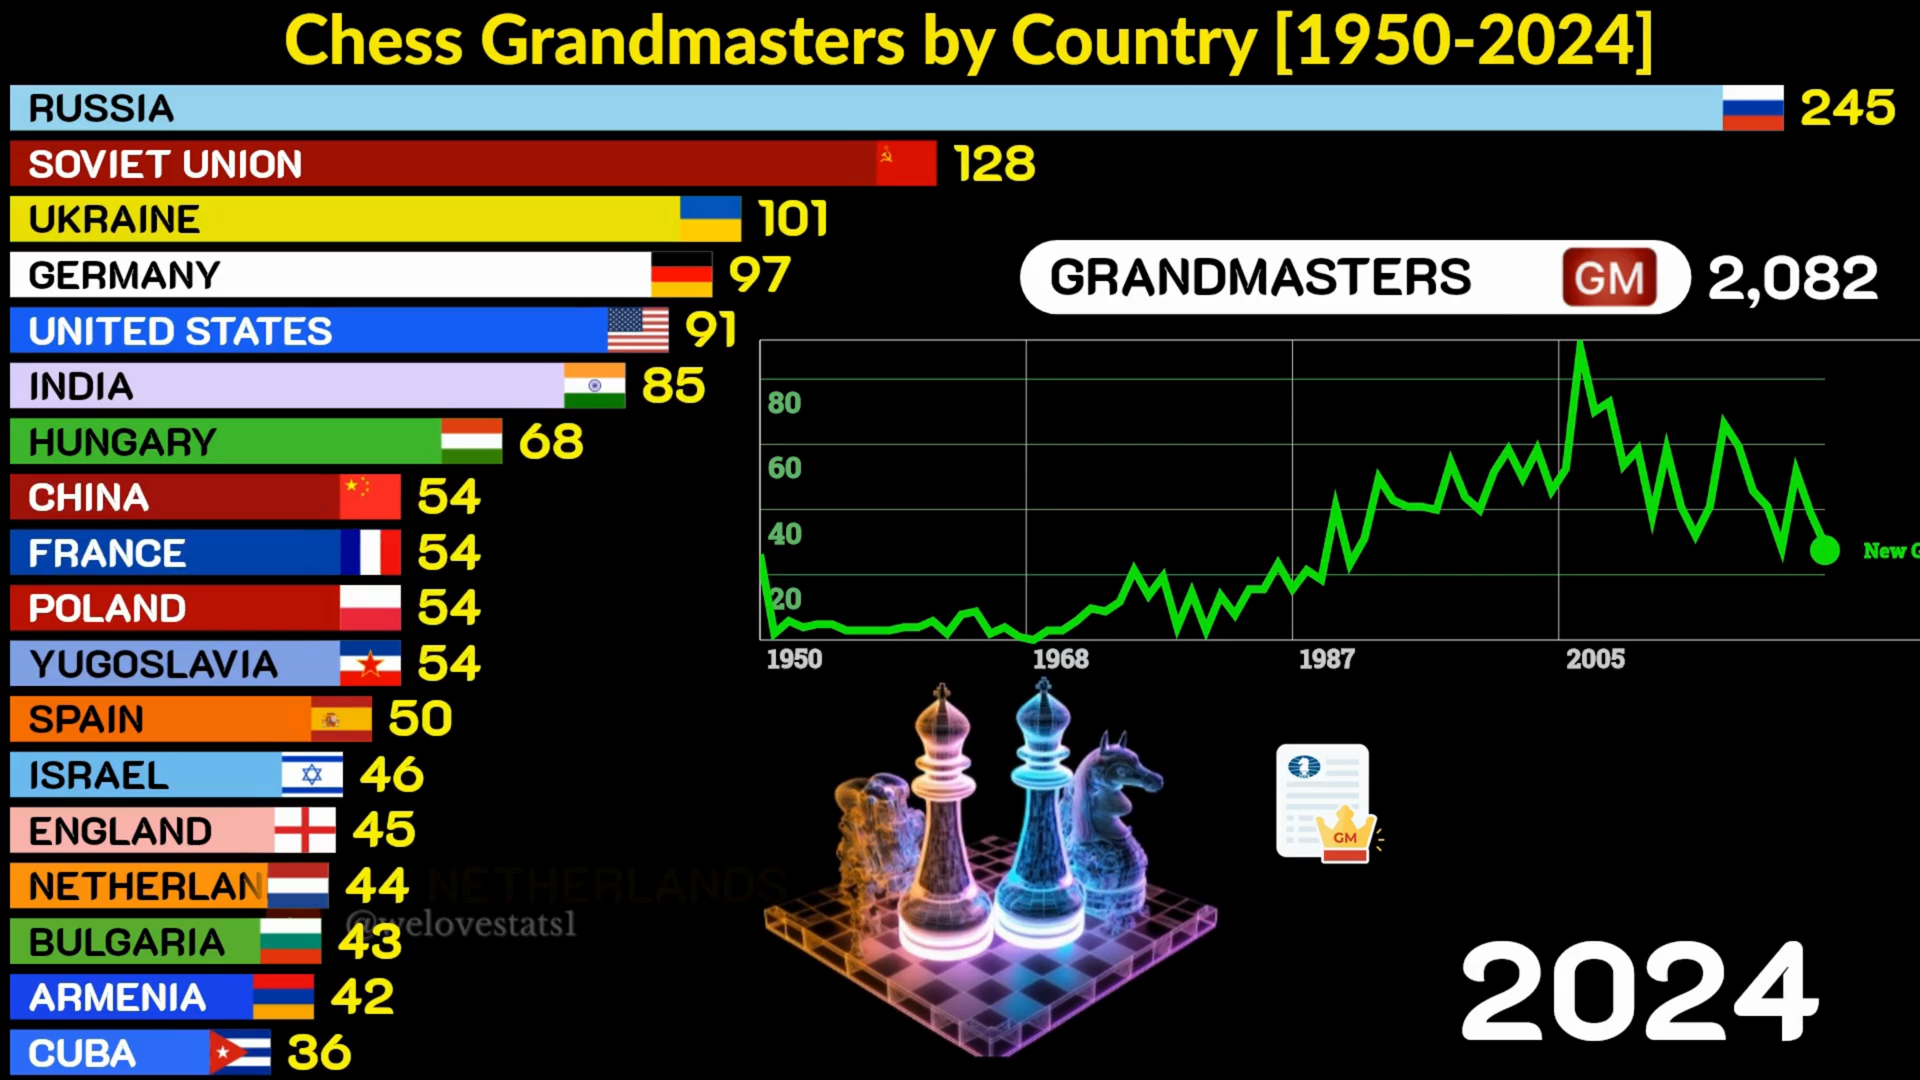 Chess Grandmasters by Country [1950-2024]
RUSSIA 245
SOVIET UNION 128
UKRAINE 101
GERMANY 97
UNITED STATES 91
INDIA 85
HUNGARY 68
CHINA 54
FRANCE 54
POLAND 54
YUGOSLAVIA 54
SPAIN 50
ISRAEL 46
ENGLAND 45
NETHERLAN 44 NETHERLANDS
@welovestats1
BULGARIA 43
ARMENIA 42
CUBA 36
GRANDMASTERS GM 2,082
80
60
40
20
New G
1950 1968 1987 2005
GM
2024